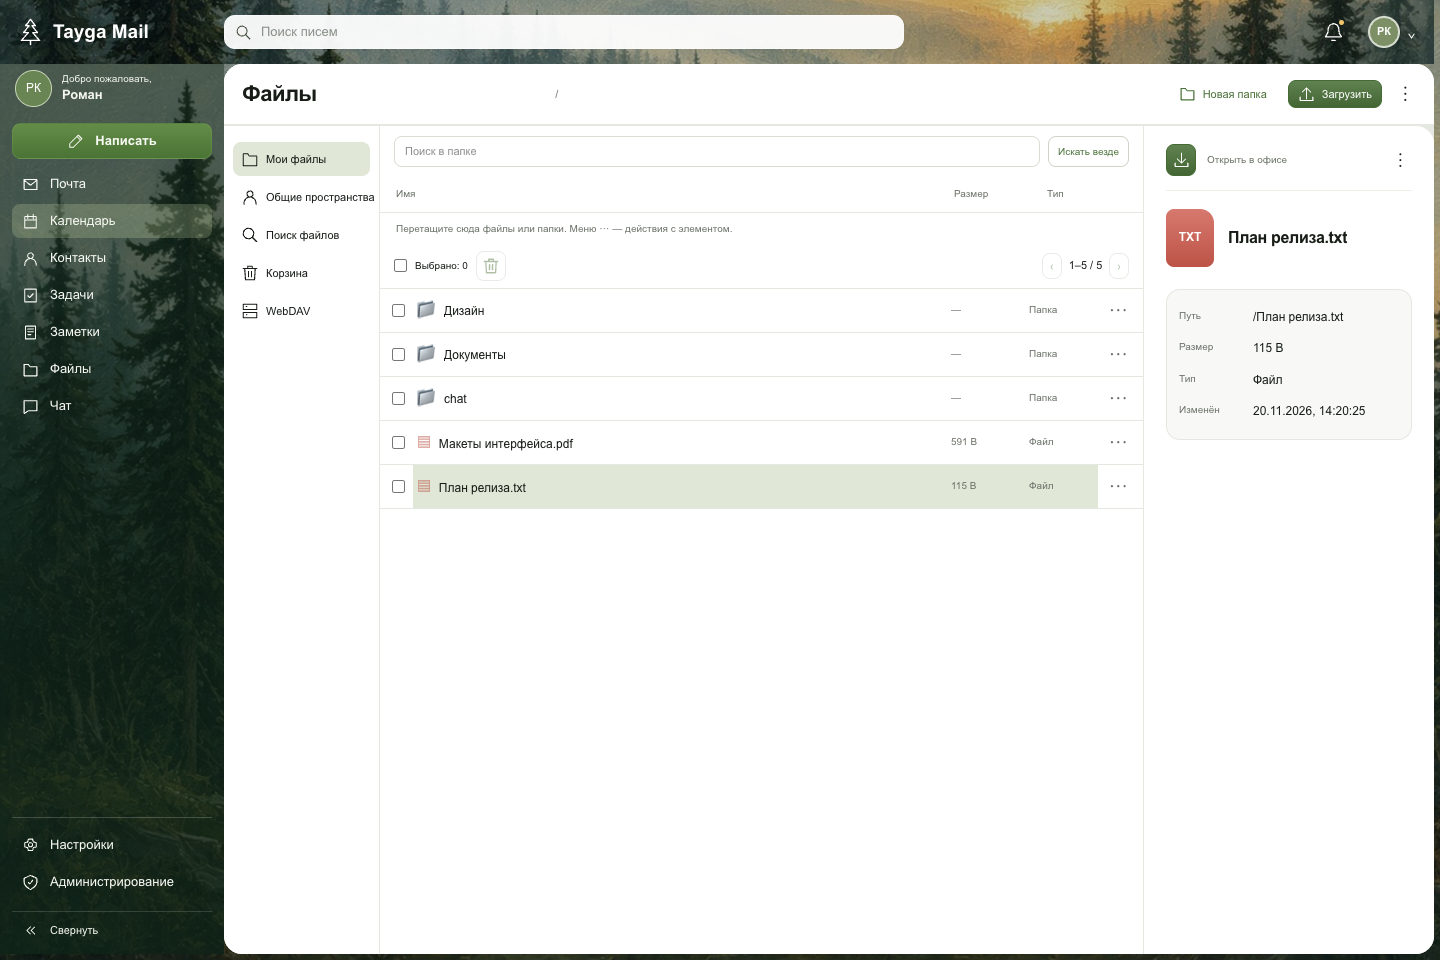 Tayga Mail
Поиск писем
РК
РК
Добро пожаловать,
Роман
Написать
Почта
Календарь
Контакты
Задачи
Заметки
Файлы
Чат
Настройки
Администрирование
Свернуть
Файлы
/
Новая папка
Загрузить
Мои файлы
Общие пространства
Поиск файлов
Корзина
WebDAV
Поиск в папке
Искать везде
Имя Размер Тип
Перетащите сюда файлы или папки. Меню ··· — действия с элементом.
Выбрано: 0
‹ 1–5 / 5 ›
Дизайн — Папка ···
Документы — Папка ···
chat — Папка ···
Макеты интерфейса.pdf 591 B Файл ···
План релиза.txt 115 B Файл ···
Открыть в офисе
TXT
План релиза.txt
Путь /План релиза.txt
Размер 115 B
Тип Файл
Изменён 20.11.2026, 14:20:25